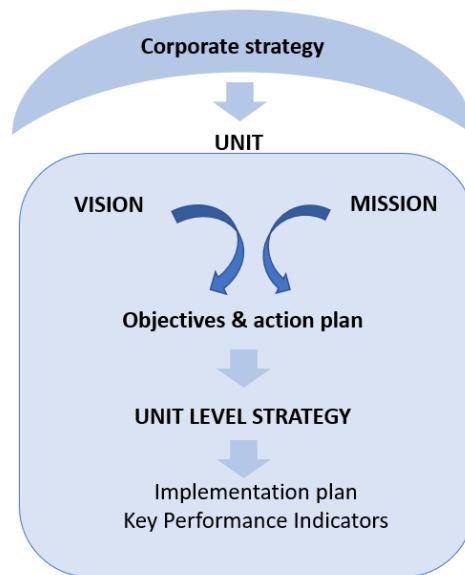 Corporate strategy
UNIT
VISION
MISSION
Objectives & action plan
UNIT LEVEL STRATEGY
Implementation plan
Key Performance Indicators